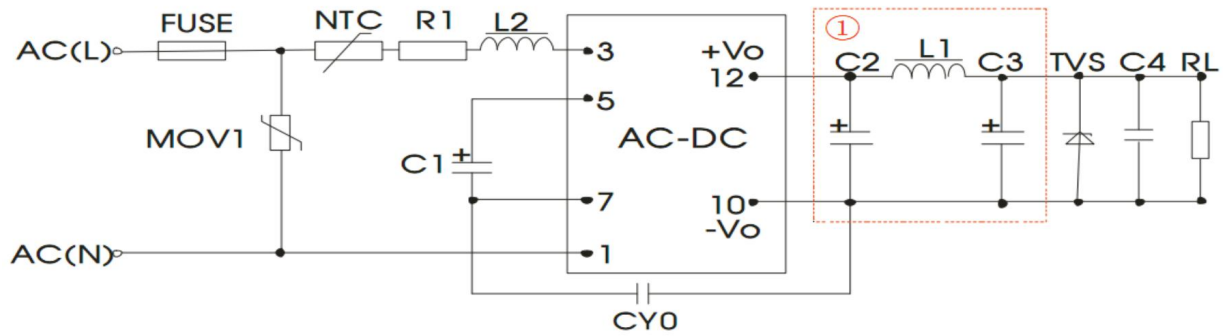 FUSE NTC R1 L2
AC(L)
3
+Vo
12
①
C2 L1 C3 TVS C4 RL
5
MOV1
C1
+
AC-DC
+
+
7
10
-Vo
AC(N)
1
CY0